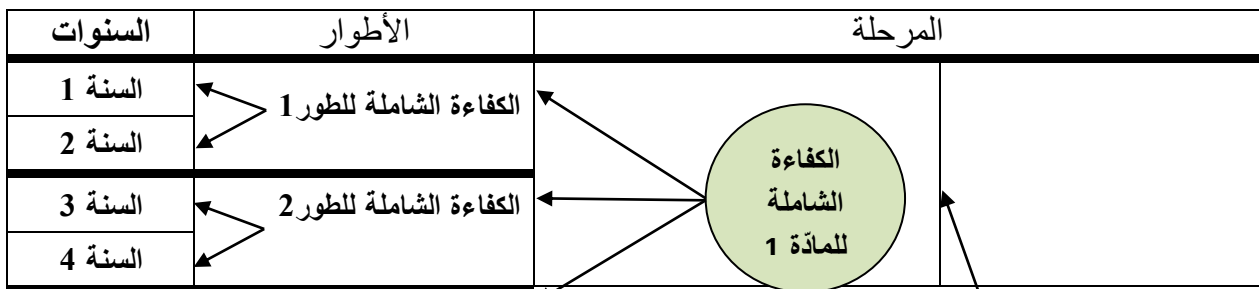 المرحلة
الأطوار
السنوات
الكفاءة
الشاملة
للمادّة 1
الكفاءة الشاملة للطور1
السنة 1
السنة 2
الكفاءة الشاملة للطور2
السنة 3
السنة 4